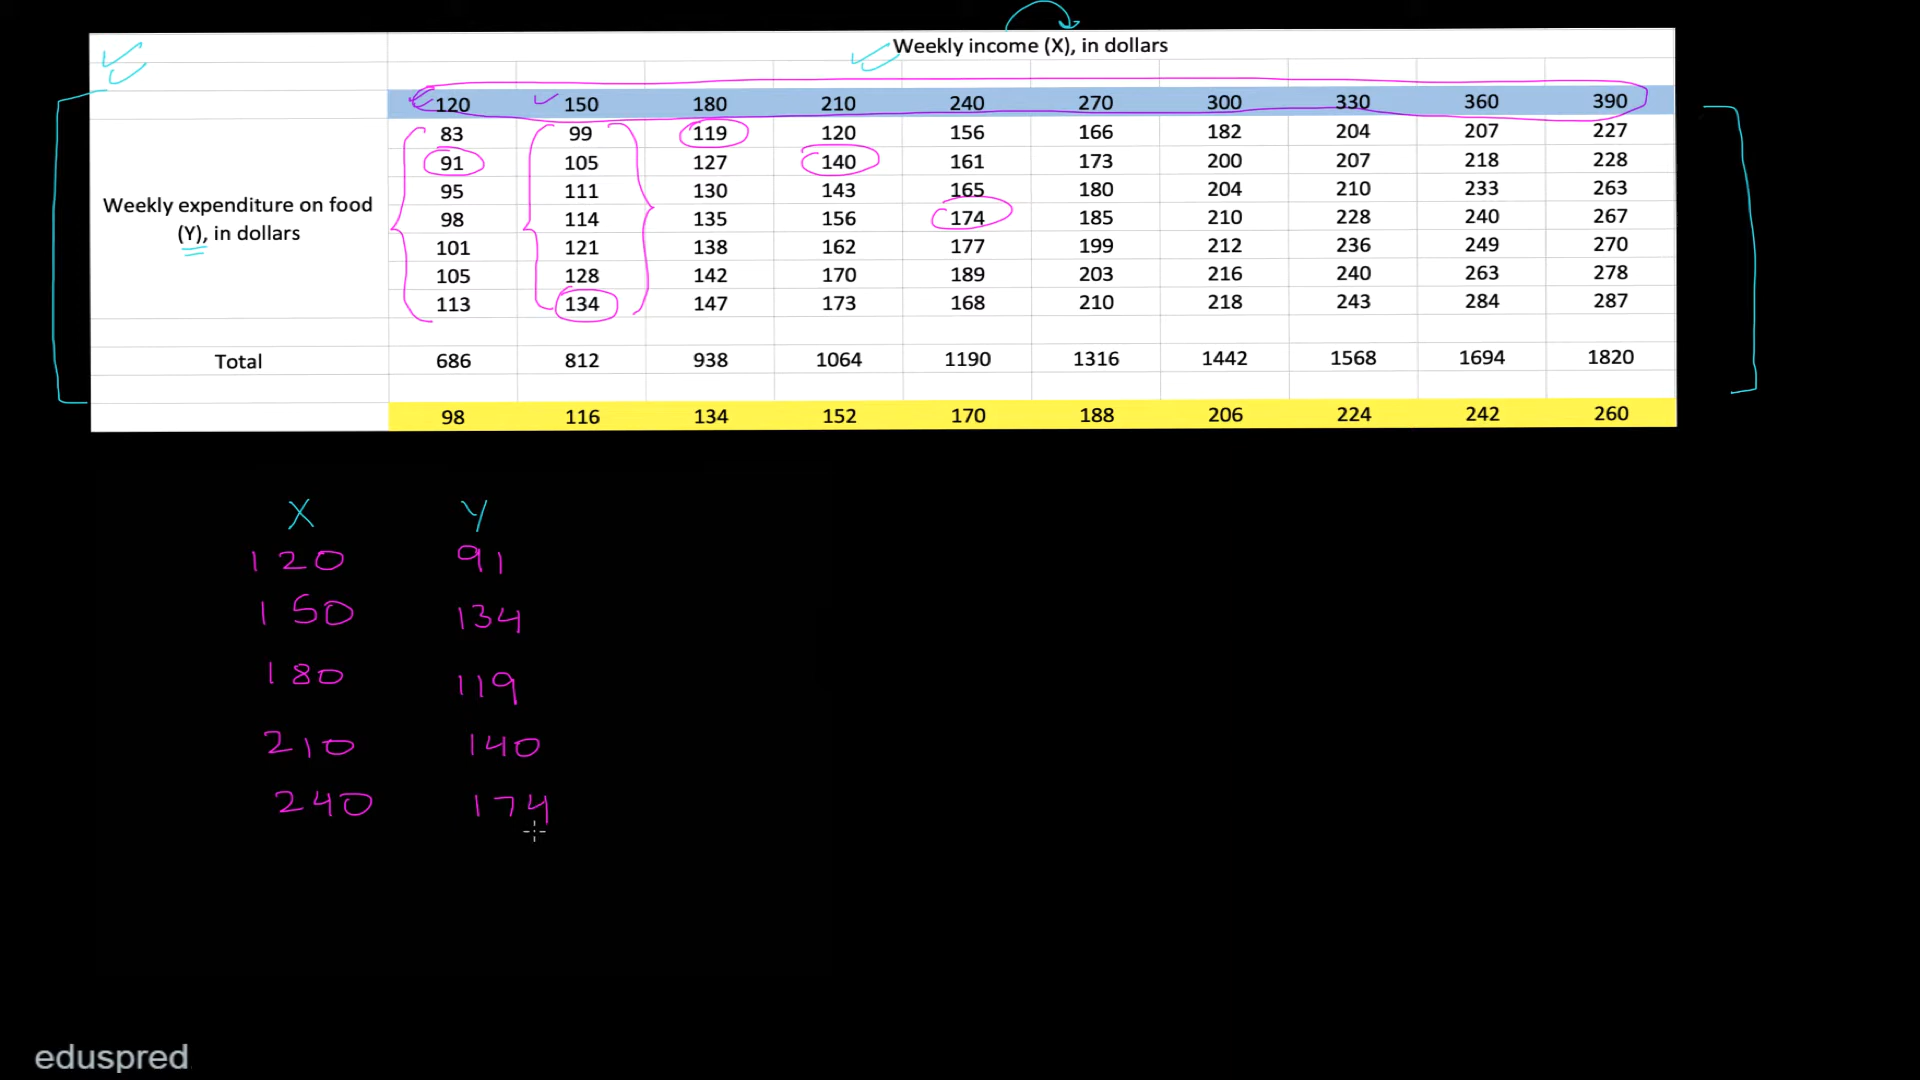 Weekly income (X), in dollars
120 150 180 210 240 270 300 330 360 390
83 99 119 120 156 166 182 204 207 227
91 105 127 140 161 173 200 207 218 228
95 111 130 143 165 180 204 210 233 263
Weekly expenditure on food
(Y), in dollars
98 114 135 156 174 185 210 228 240 267
101 121 138 162 177 199 212 236 249 270
105 128 142 170 189 203 216 240 263 278
113 134 147 173 168 210 218 243 284 287
Total 686 812 938 1064 1190 1316 1442 1568 1694 1820
98 116 134 152 170 188 206 224 242 260
X Y
120 91
150 134
180 119
210 140
240 174
eduspred